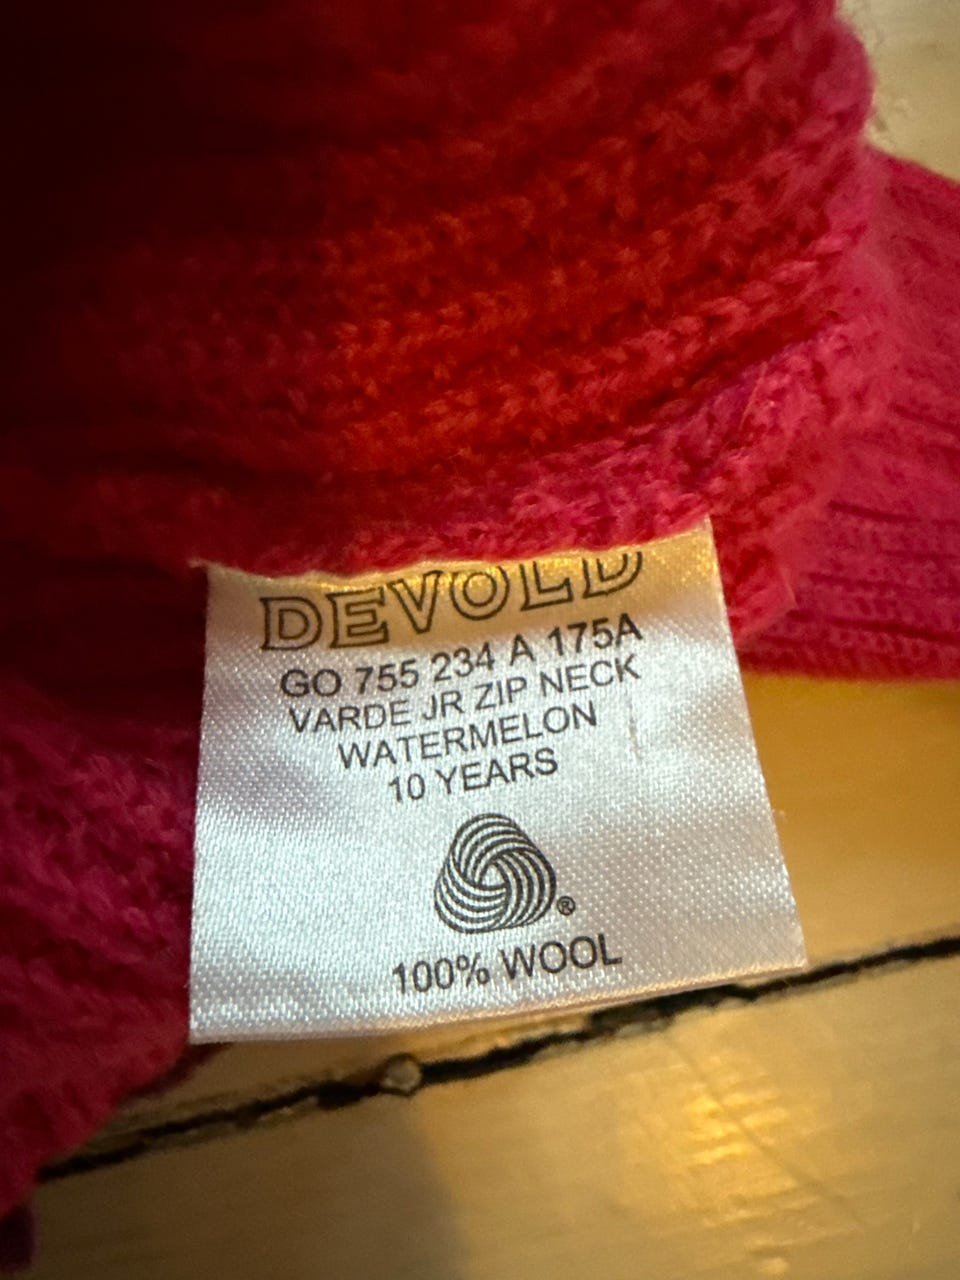 DEVOLD
GO 755 234 A 175A
VARDE JR ZIP NECK
WATERMELON
10 YEARS
®
100% WOOL